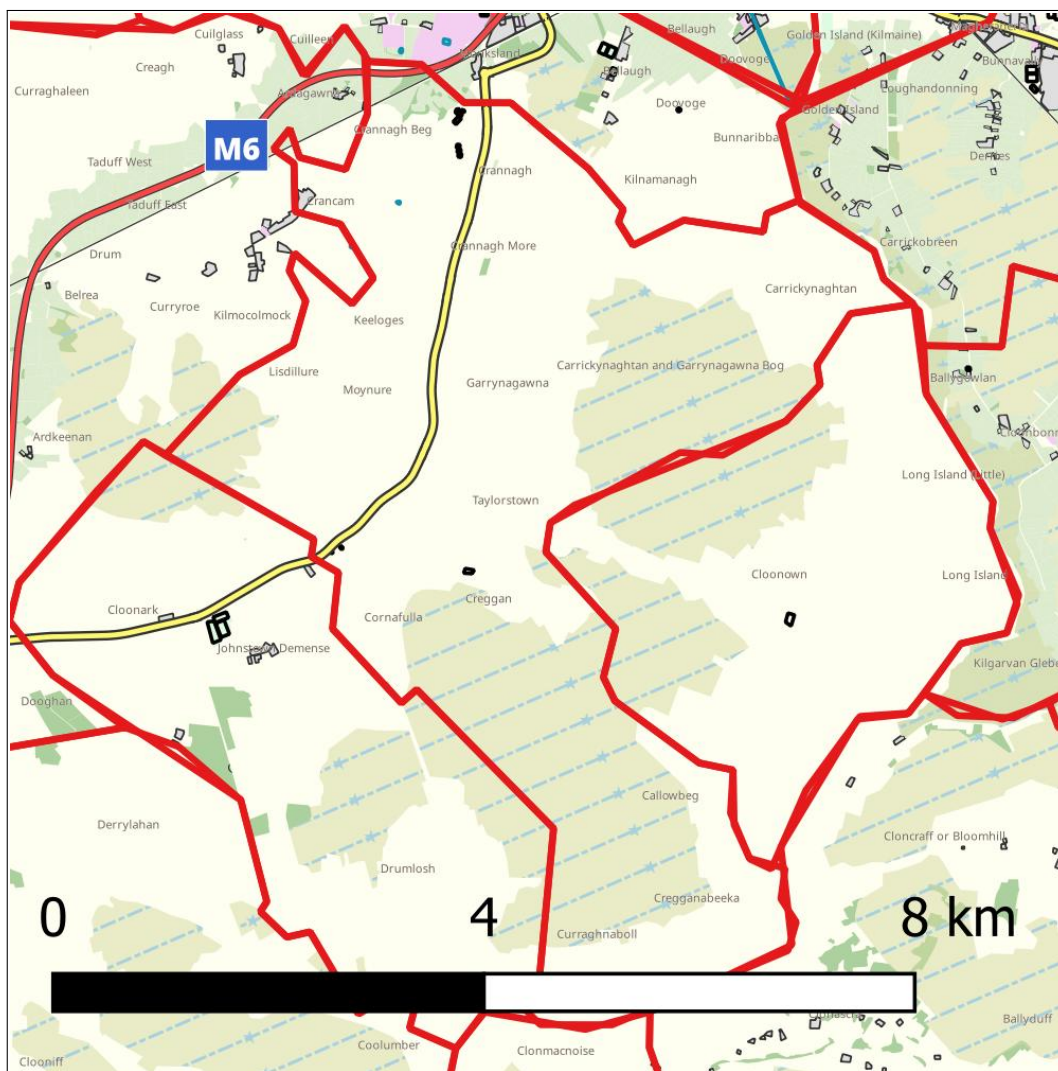 Cuilglass
Cuilleen
Monksland
Bellaugh
Golden Island (Kilmaine)
Bunnavally
Creagh
Bellaugh
Doovoge
Curraghaleen
Loughandonning
Doovoge
Golden Island
Crannagh Beg
Bunnaribba
M6
Taduff West
Derries
Crannagh
Kilnamanagh
Taduff East
Crancam
Crannagh More
Carrickobreen
Drum
Belrea
Carrickynaghtan
Curryroe
Kilmocolmock
Keeloges
Lisdillure
Carrickynaghtan and Garrynagawna Bog
Moynure
Garrynagawna
Ballygowlan
Ardkeenan
Long Island (Little)
Taylorstown
Cloonown
Long Island
Creggan
Cloonark
Cornafulla
Johnstown Demense
Kilgarvan Glebe
Dooghan
Callowbeg
Derrylahan
Cloncraff or Bloomhill
Drumlosh
Cregganabeeka
0 4 8 km
Curraghnaboll
Ballyduff
Coolumber
Clonmacnoise
Clooniff